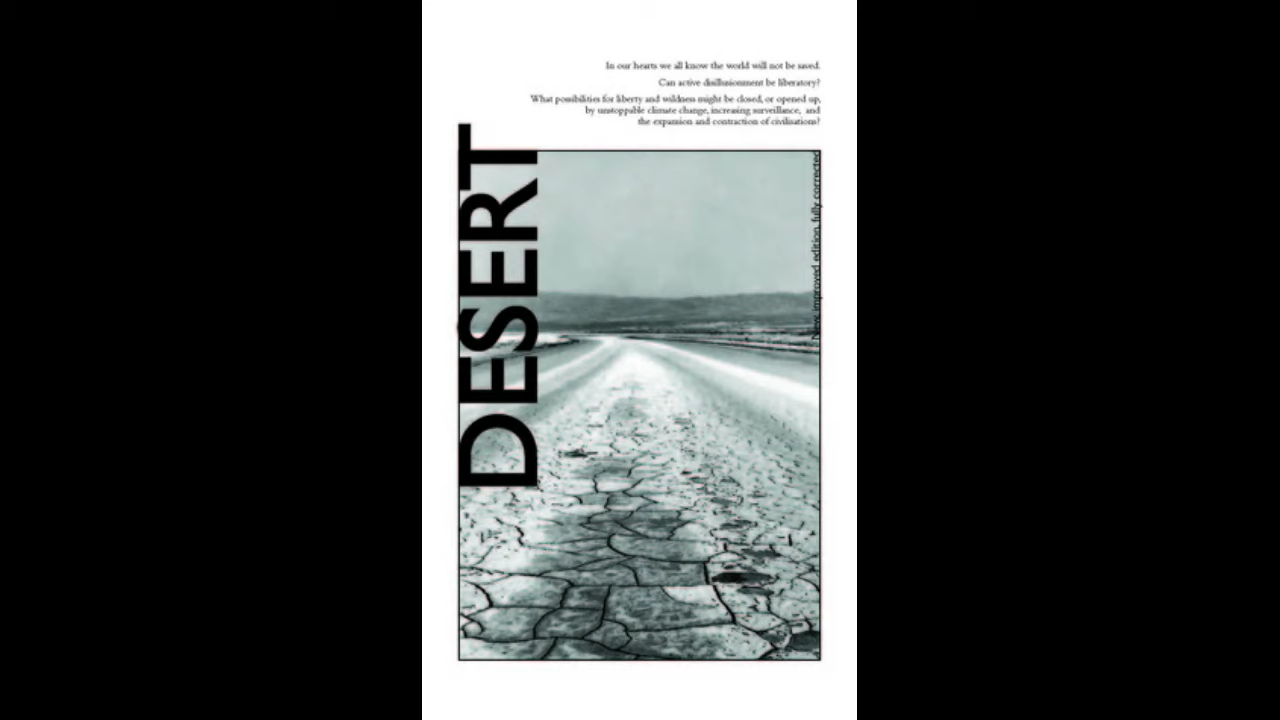 In our hearts we all know the world will not be saved.
Can active disillusionment be liberatory?
What possibilities for liberty and wildness might be closed, or opened up,
by unstoppable climate change, increasing surveillance, and
the expansion and contraction of civilisations?
DESERT
New improved edition, fully corrected